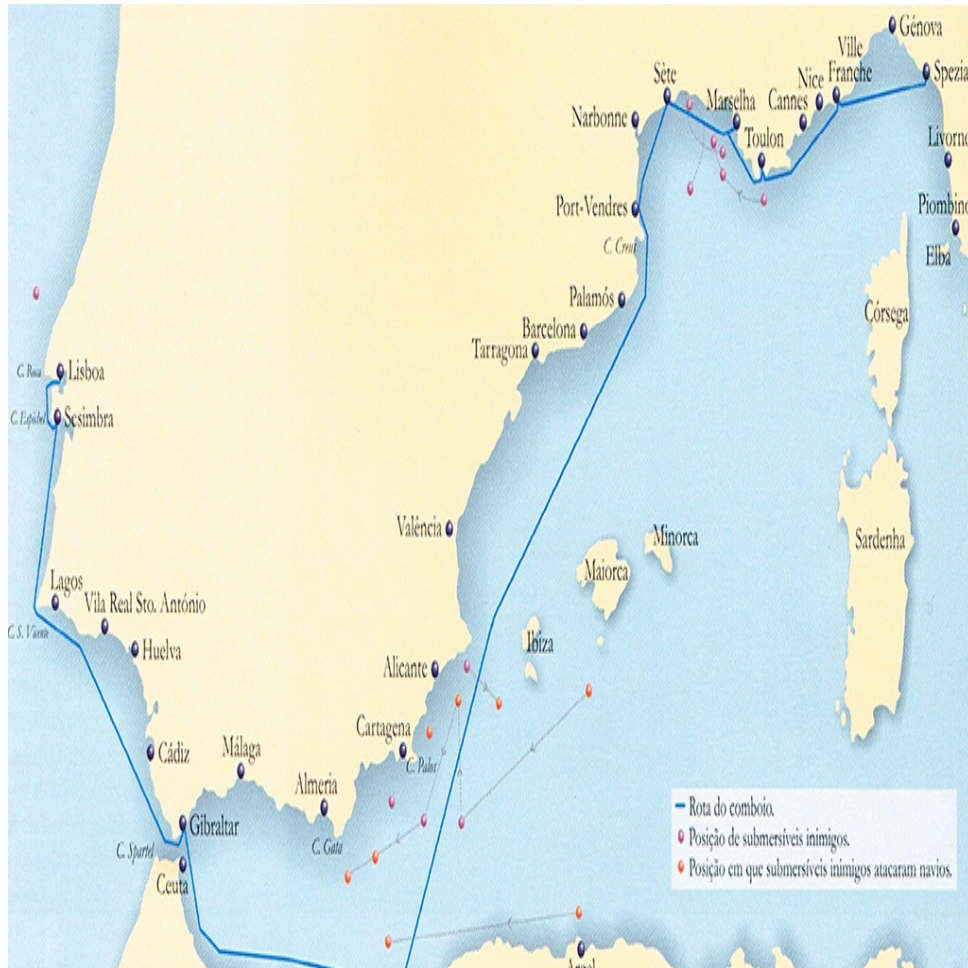 Génova
Ville
Franche
Spezia
Nice
Cannes
Sète
Marselha
Toulon
Narbonne
Livorno
Port-Vendres
Piombino
C. Creus
Elba
Palamós
Córsega
Barcelona
Tarragona
C. Roca
Lisboa
C. Espichel
Sesimbra
Valência
Minorca
Maiorca
Sardenha
Lagos
Vila Real Sto. António
C. S. Vicente
Huelva
Ibiza
Alicante
Cartagena
C. Palos
Cádiz
Málaga
Almeria
Gibraltar
C. Gata
C. Spartel
Ceuta
Rota do comboio.
Posição de submersíveis inimigos.
Posição em que submersíveis inimigos atacaram navios.
Argel